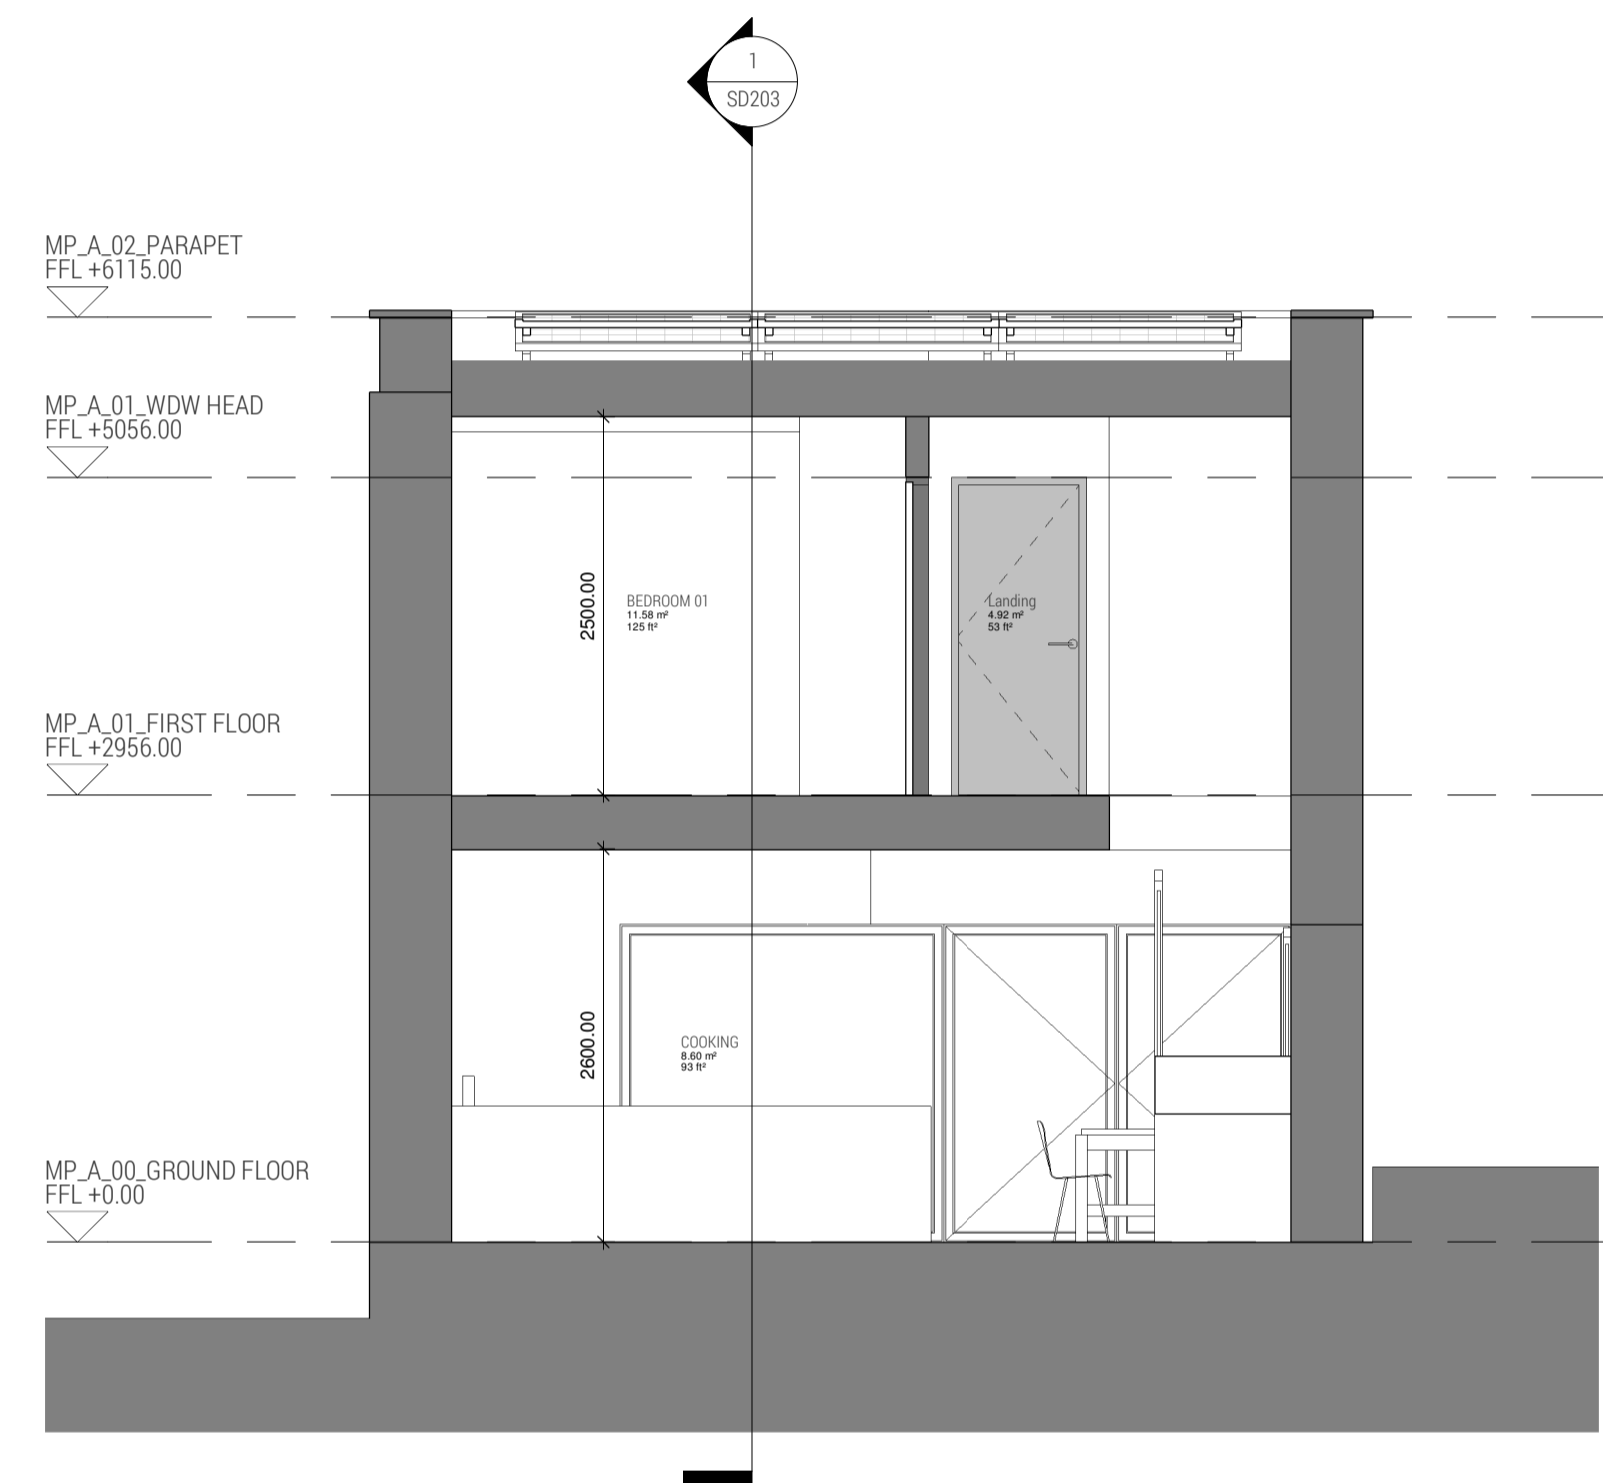 1
SD203
MP_A_02_PARAPET
FFL +6115.00
MP_A_01_WDW HEAD
FFL +5056.00
2500.00
BEDROOM 01
11.58 m²
125 ft²
Landing
4.92 m²
53 ft²
MP_A_01_FIRST FLOOR
FFL +2956.00
2600.00
COOKING
8.60 m²
93 ft²
MP_A_00_GROUND FLOOR
FFL +0.00